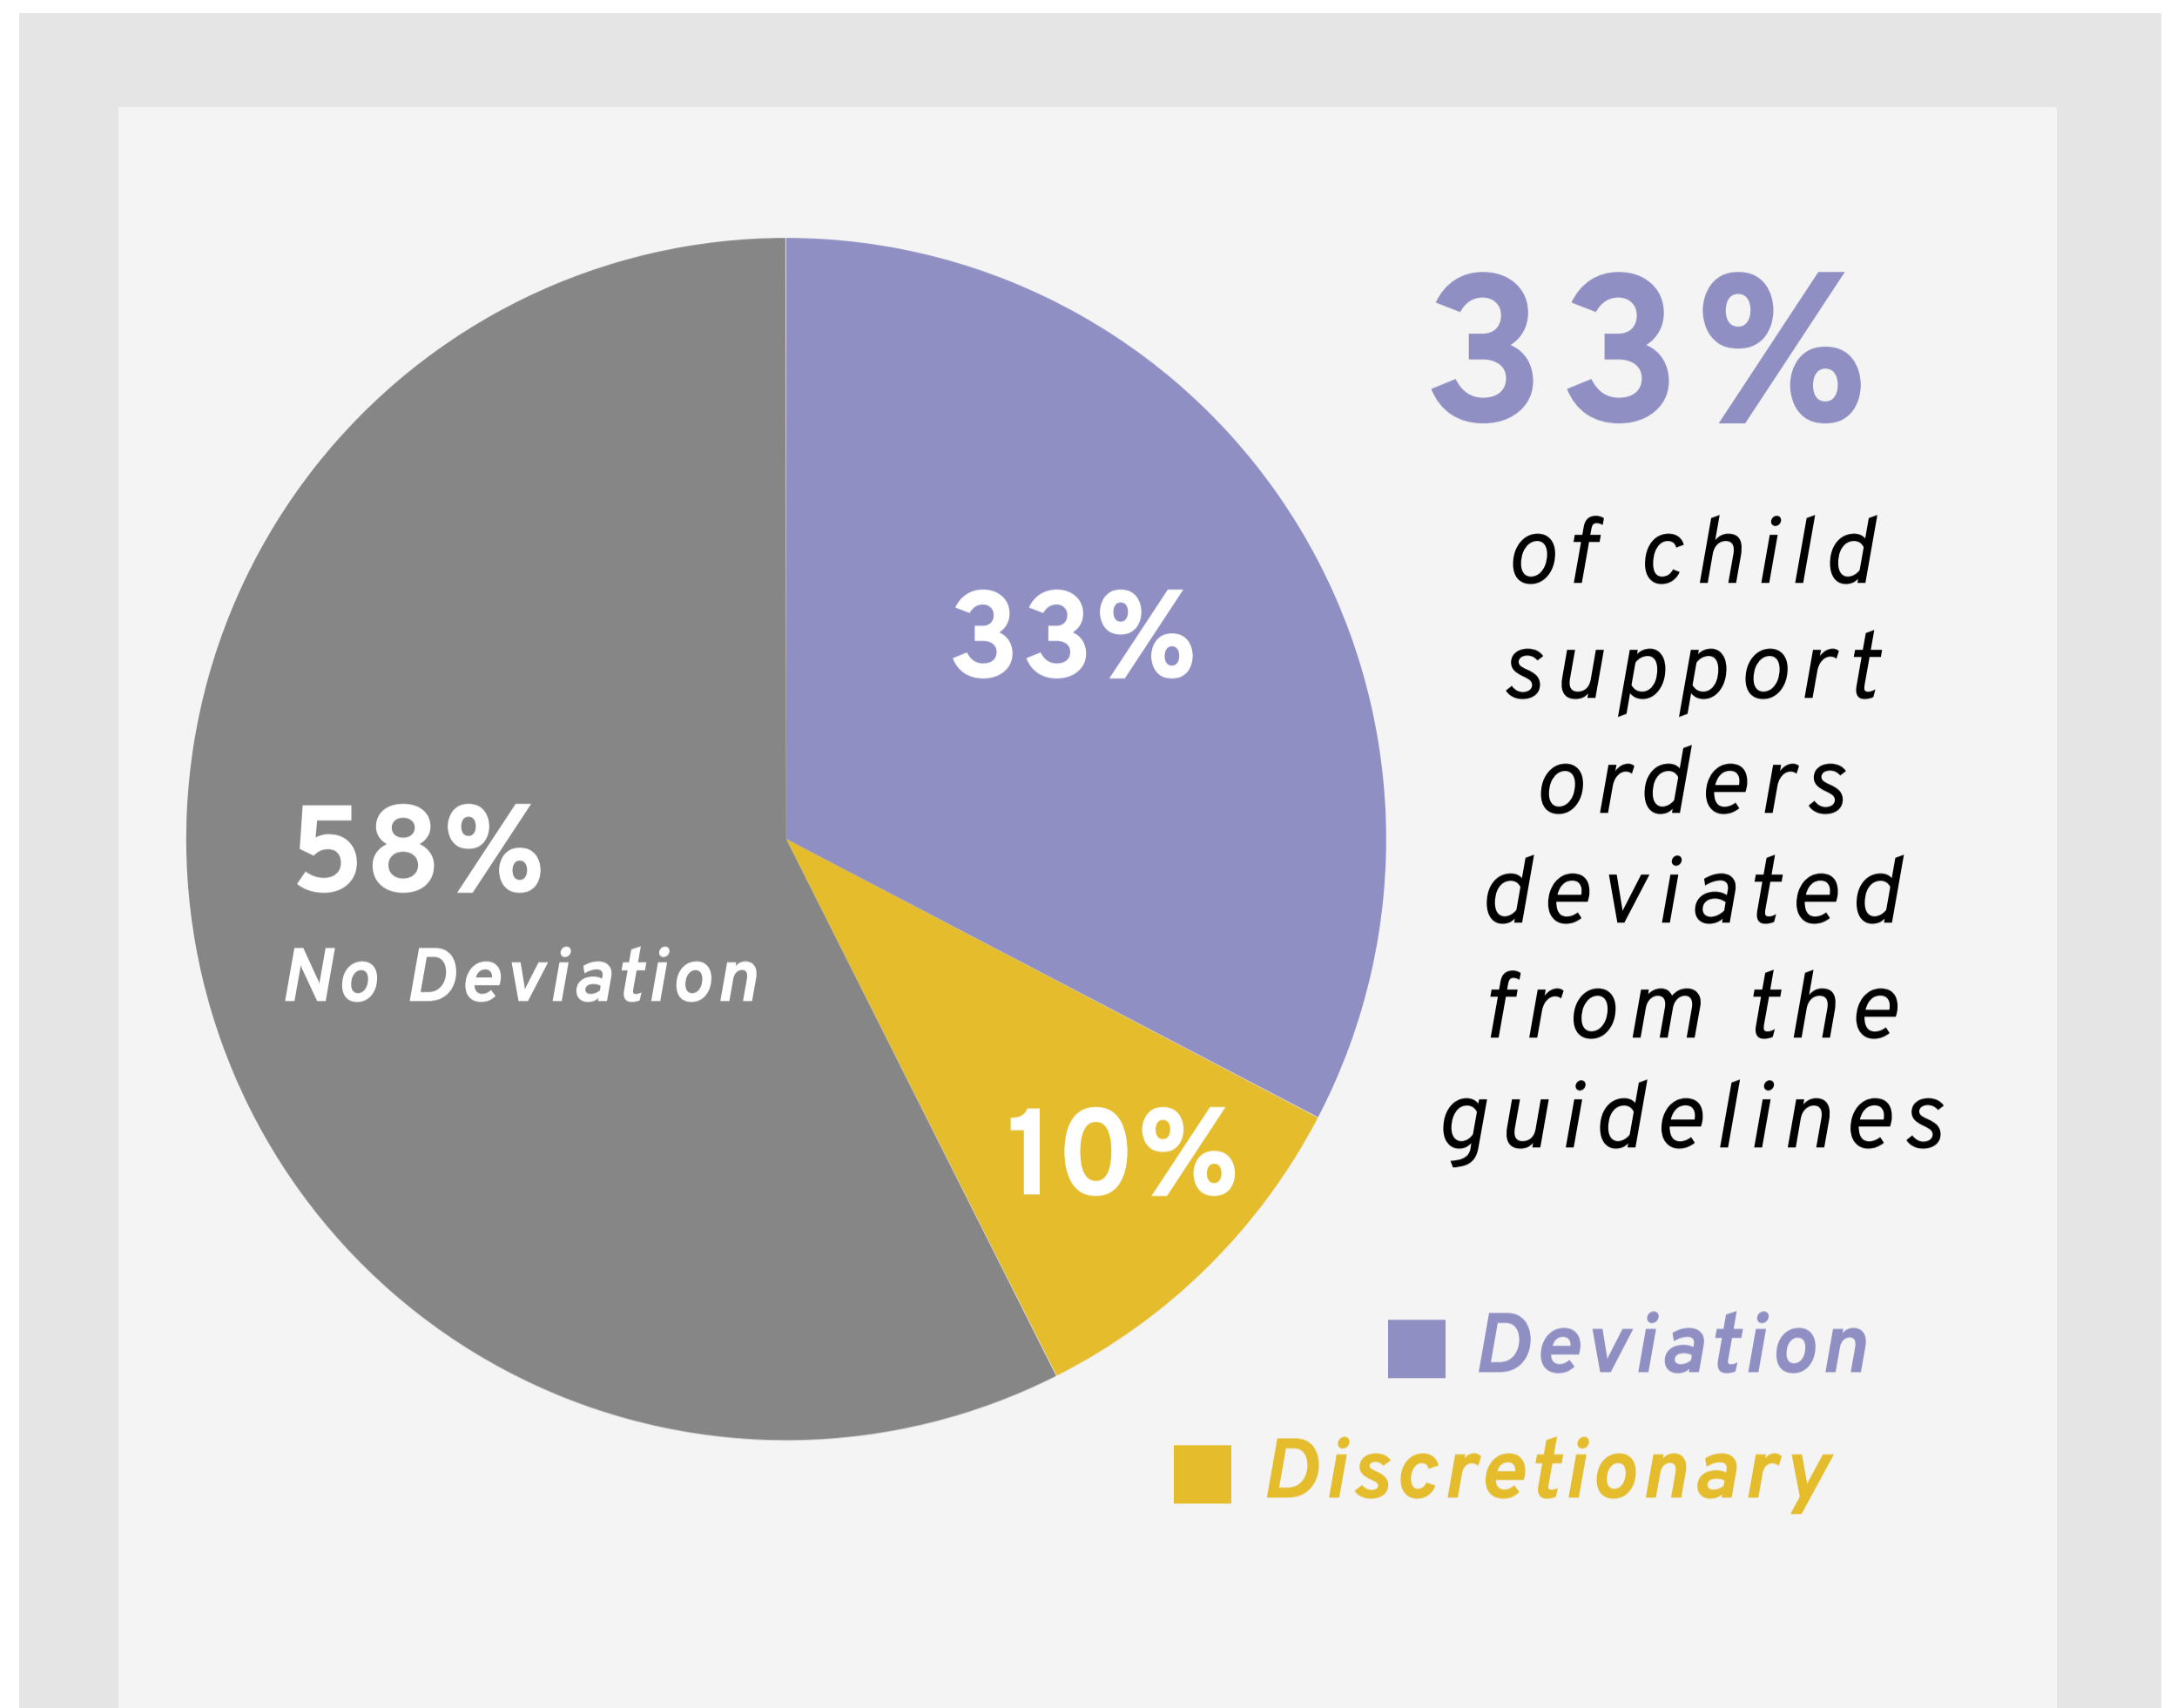 33%
of child
support
orders
deviated
from the
guidelines
33%
58%
No Deviation
10%
Deviation
Discretionary